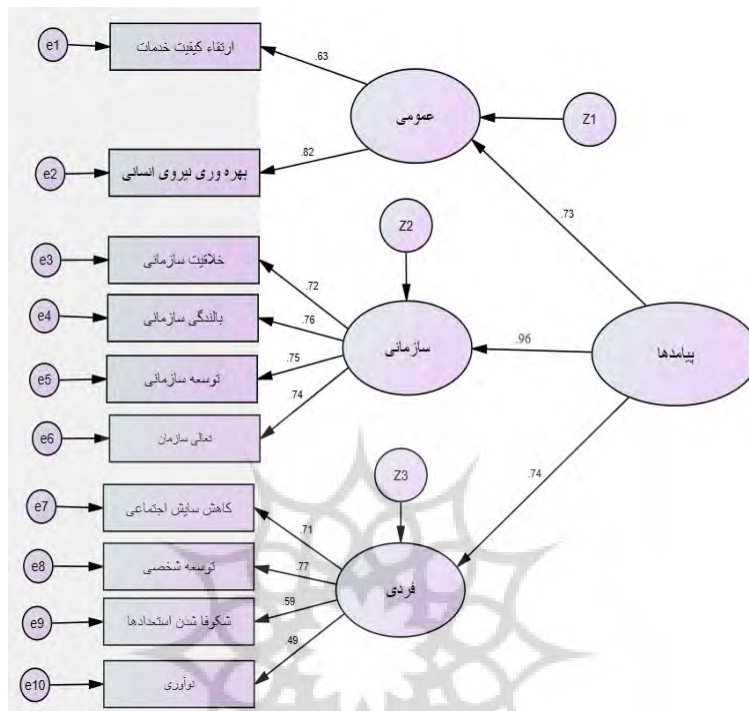 e1
ارتقاء کیفیت خدمات
.63
عمومی
Z1
e2
بهره وری نیروی انسانی
.82
.73
Z2
e3
خلاقیت سازمانی
.72
e4
بالندگی سازمانی
.76
سازمانی
.96
پیامدها
e5
توسعه سازمانی
.75
e6
تعالی سازمان
.74
Z3
.74
e7
کاهش سایش اجتماعی
.71
e8
توسعه شخصی
.77
فردی
e9
شکوفا شدن استعدادها
.59
e10
نوآوری
.49